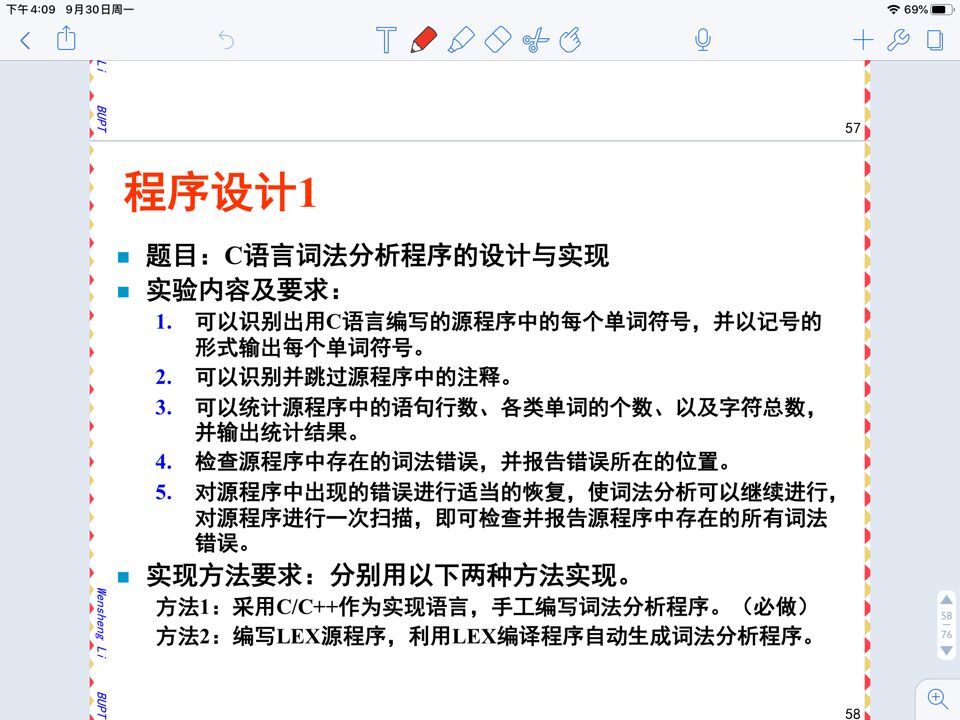 下午4:09 9月30日周一
69%
T
Li BUPT
57
程序设计1
题目：C语言词法分析程序的设计与实现
实验内容及要求：
1. 可以识别出用C语言编写的源程序中的每个单词符号，并以记号的
形式输出每个单词符号。
2. 可以识别并跳过源程序中的注释。
3. 可以统计源程序中的语句行数、各类单词的个数、以及字符总数，
并输出统计结果。
4. 检查源程序中存在的词法错误，并报告错误所在的位置。
5. 对源程序中出现的错误进行适当的恢复，使词法分析可以继续进行，
对源程序进行一次扫描，即可检查并报告源程序中存在的所有词法
错误。
实现方法要求：分别用以下两种方法实现。
方法1：采用C/C++作为实现语言，手工编写词法分析程序。（必做）
方法2：编写LEX源程序，利用LEX编译程序自动生成词法分析程序。
Wensheng Li BUPT
58
76
58